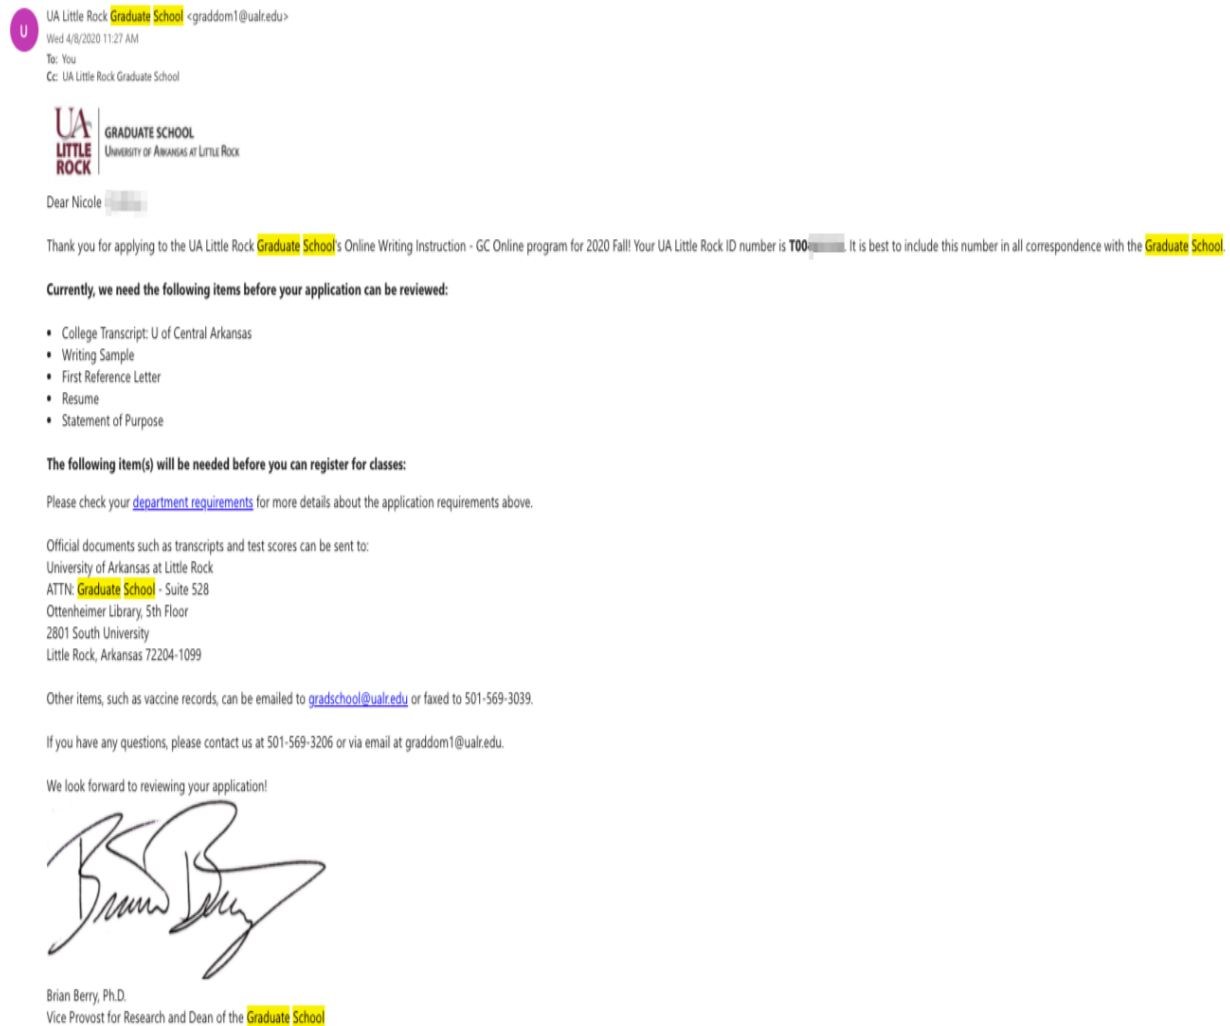 U
UA Little Rock Graduate School <graddom1@ualr.edu>
Wed 4/8/2020 11:27 AM
To: You
Cc: UA Little Rock Graduate School
UA
LITTLE
ROCK
GRADUATE SCHOOL
UNIVERSITY OF ARKANSAS AT LITTLE ROCK
Dear Nicole
Thank you for applying to the UA Little Rock Graduate School's Online Writing Instruction - GC Online program for 2020 Fall! Your UA Little Rock ID number is T00. It is best to include this number in all correspondence with the Graduate School.
Currently, we need the following items before your application can be reviewed:
• College Transcript: U of Central Arkansas
• Writing Sample
• First Reference Letter
• Resume
• Statement of Purpose
The following item(s) will be needed before you can register for classes:
Please check your department requirements for more details about the application requirements above.
Official documents such as transcripts and test scores can be sent to:
University of Arkansas at Little Rock
ATTN: Graduate School - Suite 528
Ottenheimer Library, 5th Floor
2801 South University
Little Rock, Arkansas 72204-1099
Other items, such as vaccine records, can be emailed to gradschool@ualr.edu or faxed to 501-569-3039.
If you have any questions, please contact us at 501-569-3206 or via email at graddom1@ualr.edu.
We look forward to reviewing your application!
Brian Berry
Brian Berry, Ph.D.
Vice Provost for Research and Dean of the Graduate School